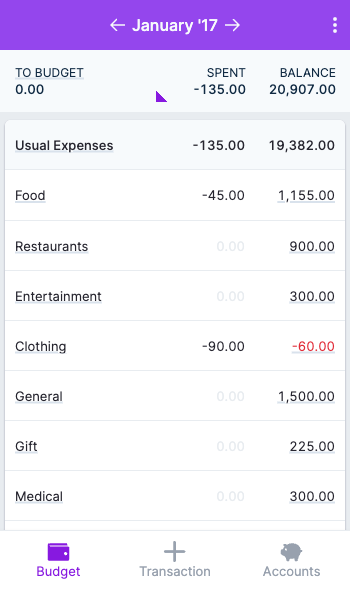 ← January '17 →
TO BUDGET SPENT BALANCE
0.00 -135.00 20,907.00
Usual Expenses -135.00 19,382.00
Food -45.00 1,155.00
Restaurants 0.00 900.00
Entertainment 0.00 300.00
Clothing -90.00 -60.00
General 0.00 1,500.00
Gift 0.00 225.00
Medical 0.00 300.00
Budget Transaction Accounts